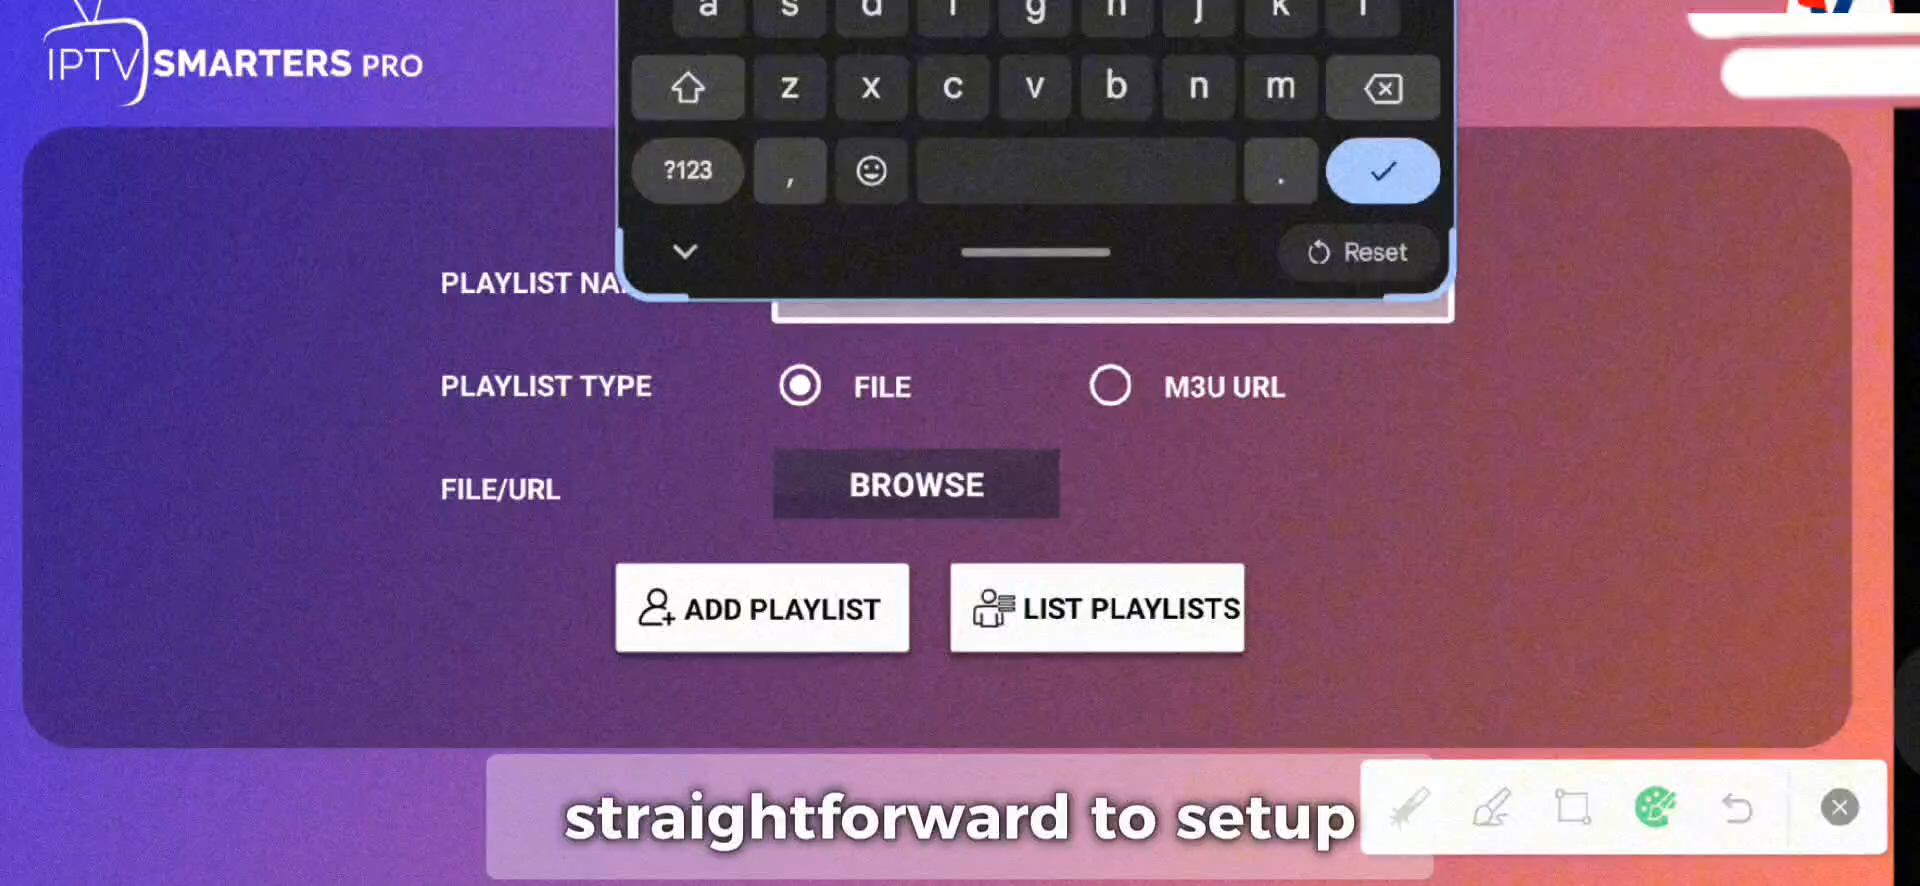 a s d f g h j k l
IPTV SMARTERS PRO
z x c v b n m
?123 , .
Reset
PLAYLIST NA
PLAYLIST TYPE FILE M3U URL
FILE/URL BROWSE
ADD PLAYLIST LIST PLAYLISTS
straightforward to setup